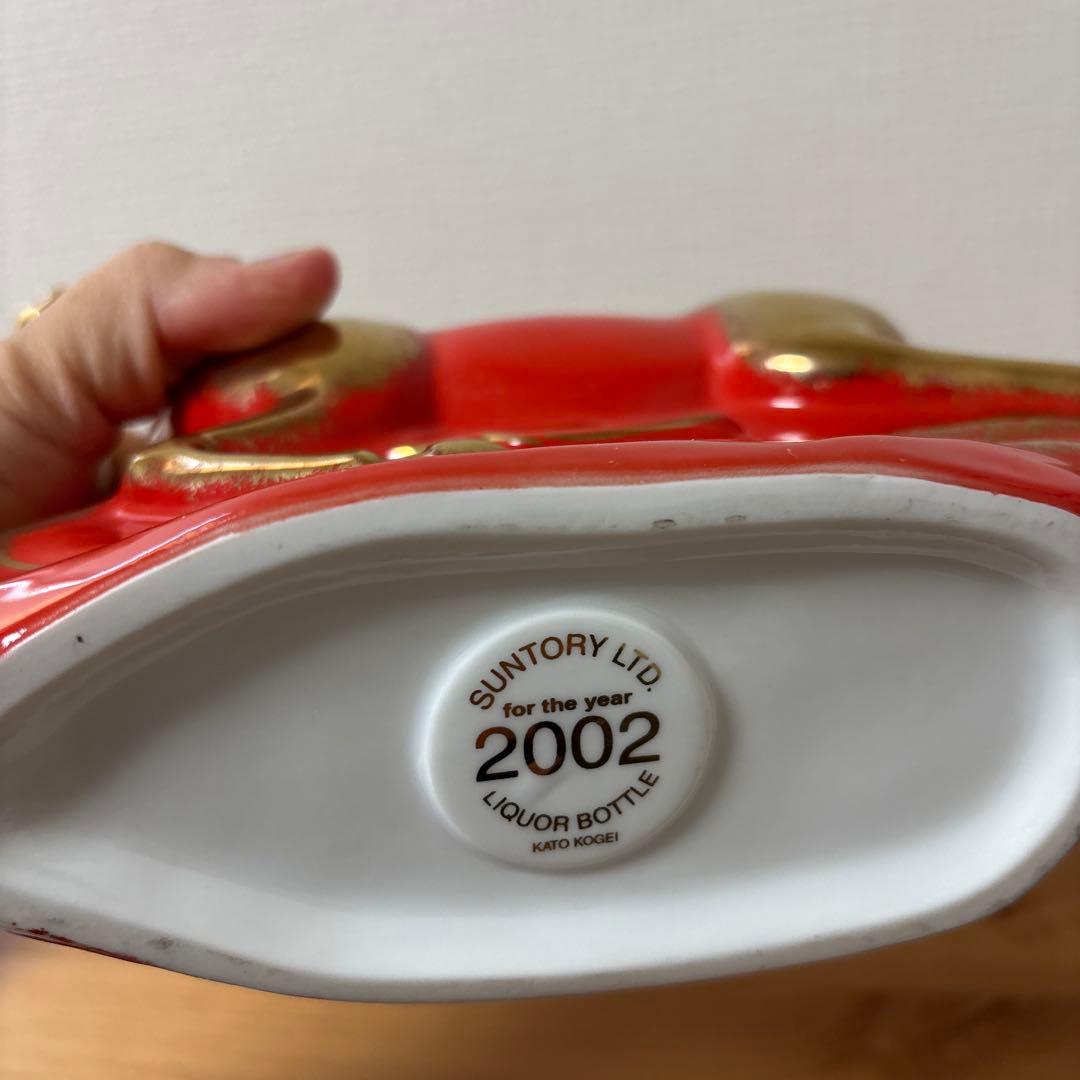 SUNTORY LTD.
for the year
2002
LIQUOR BOTTLE
KATO KOGEI